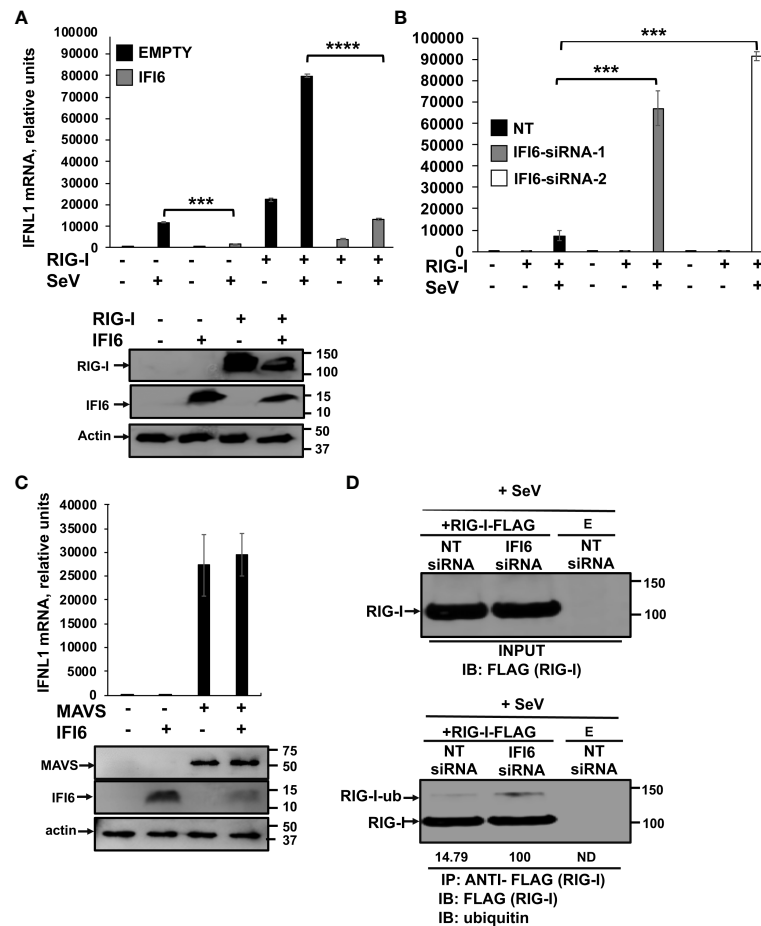 A
IFNL1 mRNA, relative units
100000
90000
80000
70000
60000
50000
40000
30000
20000
10000
0
EMPTY
IFI6
***
****
RIG-I - - - - + + + +
SeV - + - + - + - +
RIG-I - - + +
IFI6 - + - +
RIG-I
150
100
IFI6
15
10
Actin
50
37
B
100000
90000
80000
70000
60000
50000
40000
30000
20000
10000
0
NT
IFI6-siRNA-1
IFI6-siRNA-2
***
***
RIG-I - + + - + + - + +
SeV - - + - - + - - +
C
IFNL1 mRNA, relative units
40000
35000
30000
25000
20000
15000
10000
5000
0
MAVS - - + +
IFI6 - + - +
MAVS
75
50
IFI6
15
10
actin
50
37
D
+ SeV
+RIG-I-FLAG E
NT IFI6 NT
siRNA siRNA siRNA
RIG-I
150
100
INPUT
IB: FLAG (RIG-I)
+ SeV
+RIG-I-FLAG E
NT IFI6 NT
siRNA siRNA siRNA
RIG-I-ub
RIG-I
150
100
14.79 100 ND
IP: ANTI- FLAG (RIG-I)
IB: FLAG (RIG-I)
IB: ubiquitin